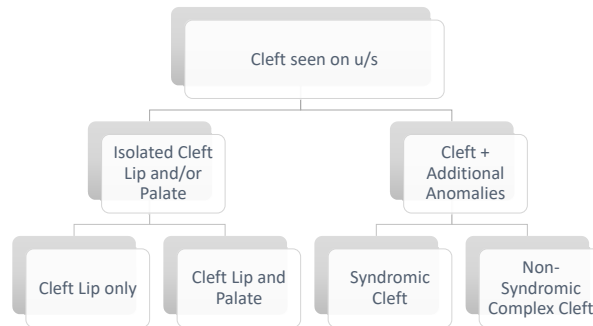 Cleft seen on u/s
Isolated Cleft
Lip and/or
Palate
Cleft +
Additional
Anomalies
Cleft Lip only
Cleft Lip and
Palate
Syndromic
Cleft
Non-
Syndromic
Complex Cleft